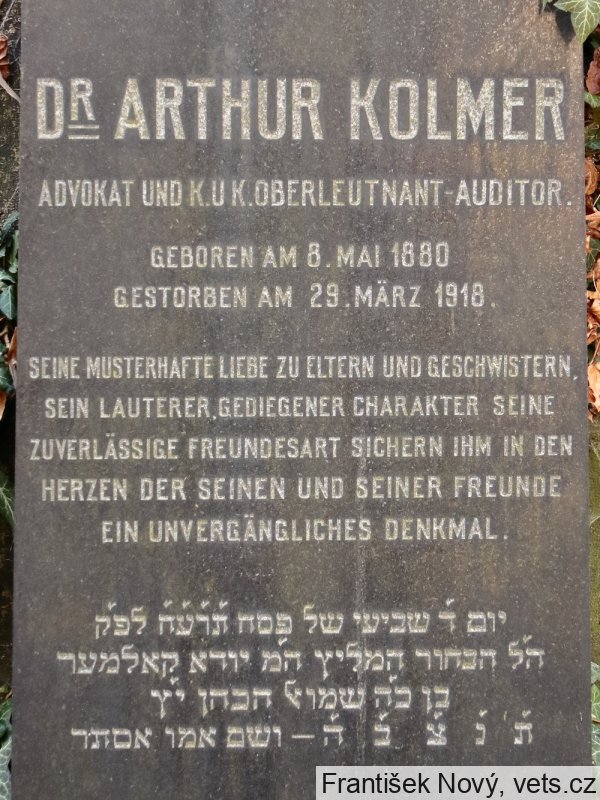 DR ARTHUR KOLMER
ADVOKAT UND K.U K.OBERLEUTNANT-AUDITOR.
GEBOREN AM 8. MAI 1880
GESTORBEN AM 29. MÄRZ 1918.
SEINE MUSTERHAFTE LIEBE ZU ELTERN UND GESCHWISTERN,
SEIN LAUTERER, GEDIEGENER CHARAKTER SEINE
ZUVERLÄSSIGE FREUNDESART SICHERN IHM IN DEN
HERZEN DER SEINEN UND SEINER FREUNDE
EIN UNVERGÄNGLICHES DENKMAL.
יום ד׳ שביעי של פסח תרע״ח לפ״ק
ה״ל הבחור המליץ ה״מ יודא קאלמער
בן כ״ה שמואל הכהן י״ץ
ת׳ נ׳ צ׳ ב׳ ה׳ – ושם אמו אסתר
František Nový, vets.cz